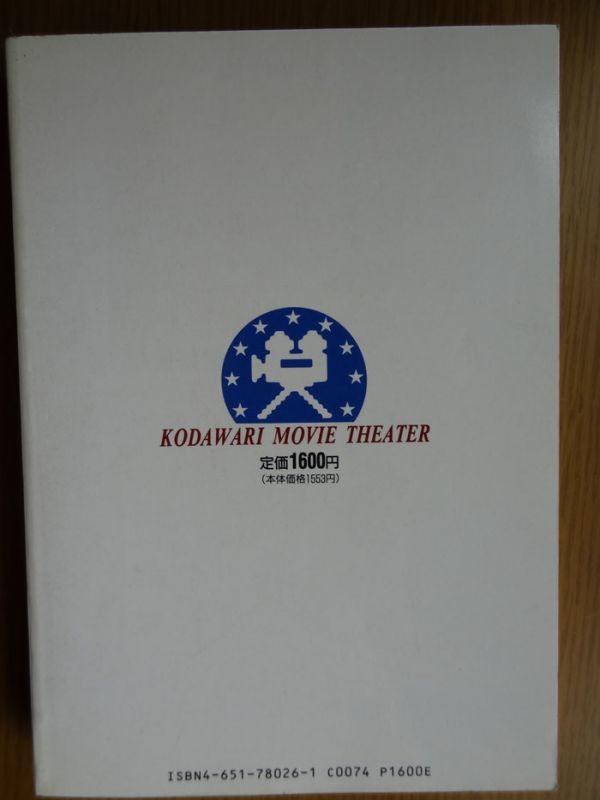 KODAWARI MOVIE THEATER
定価1600円
(本体価格1553円)
ISBN4-651-78026-1 C0074 P1600E